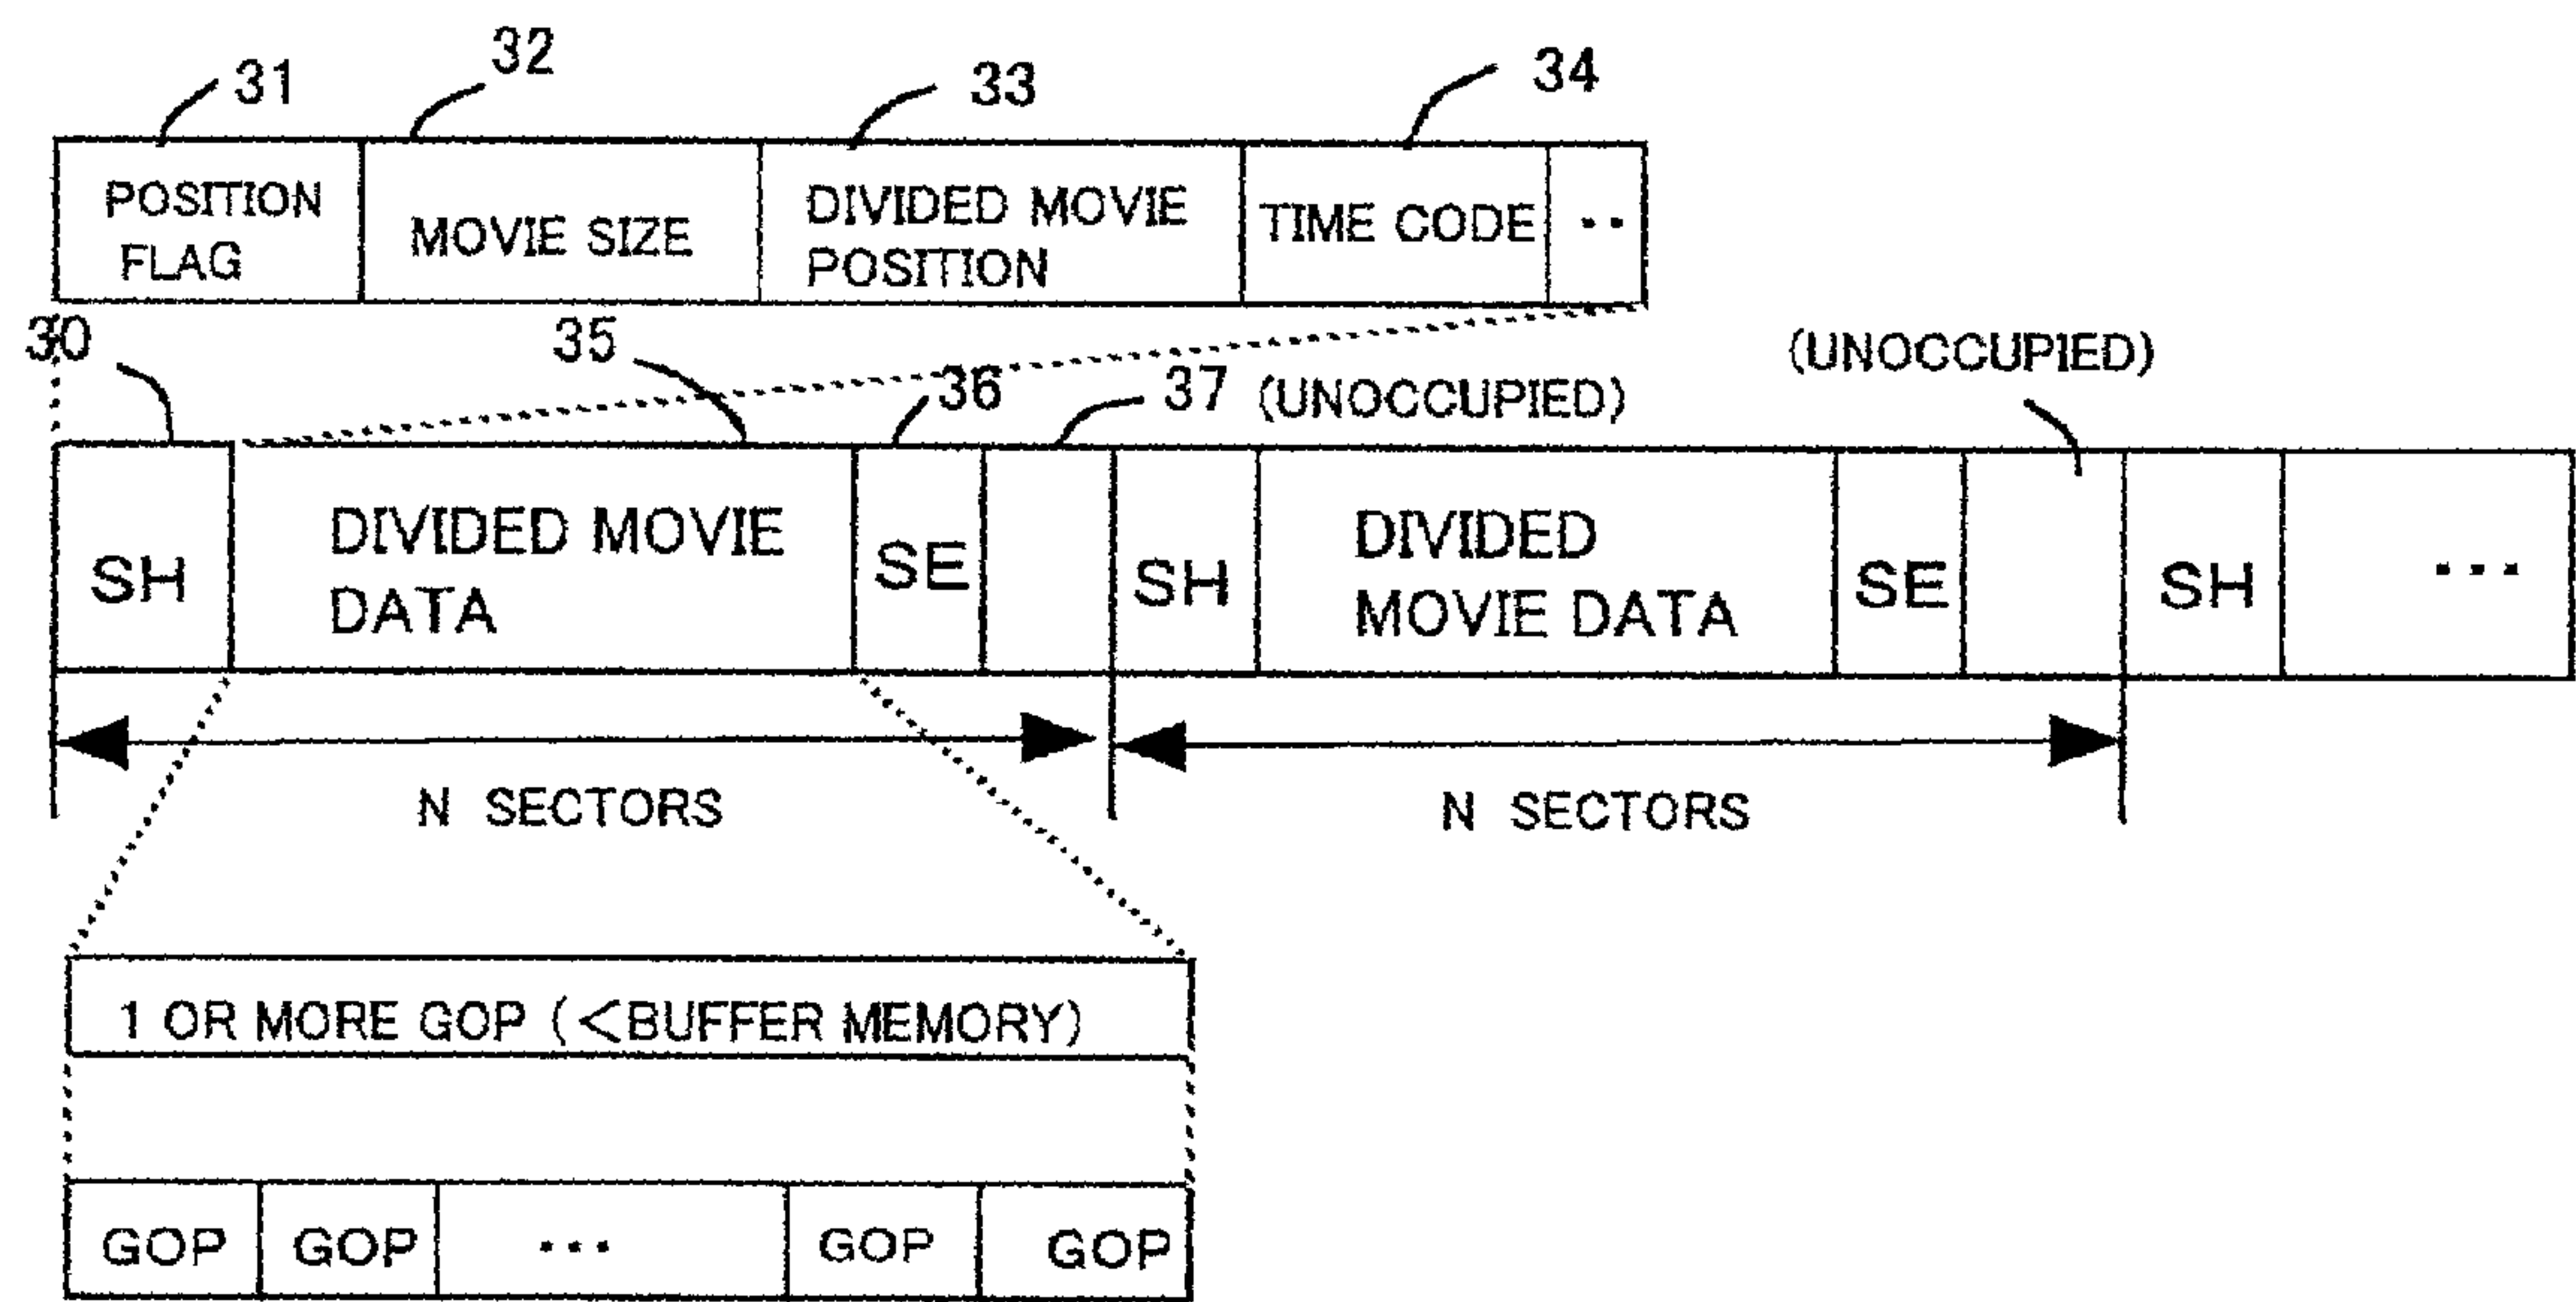 31
32
33
34
POSITION
FLAG
MOVIE SIZE
DIVIDED MOVIE
POSITION
TIME CODE
..
30
35
36
37 (UNOCCUPIED)
(UNOCCUPIED)
SH
DIVIDED MOVIE
DATA
SE
SH
DIVIDED
MOVIE DATA
SE
SH
...
N SECTORS
N SECTORS
1 OR MORE GOP (<BUFFER MEMORY)
GOP
GOP
...
GOP
GOP